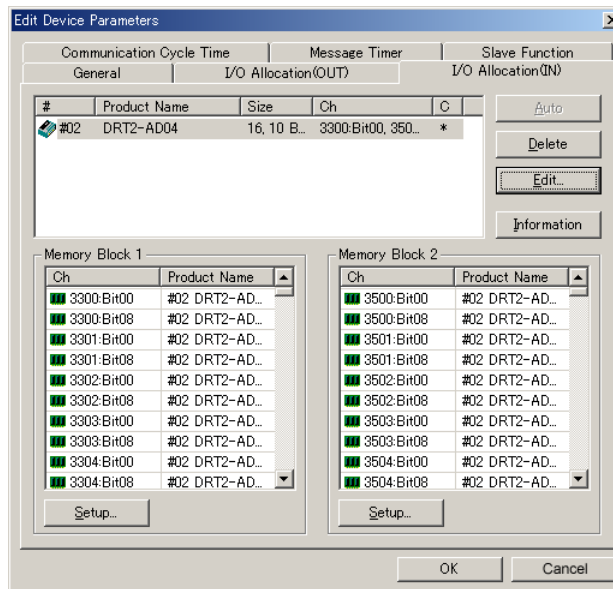 Edit Device Parameters
Communication Cycle Time Message Timer Slave Function
General I/O Allocation(OUT) I/O Allocation(IN)
# Product Name Size Ch C Auto
#02 DRT2-AD04 16, 10 B... 3300:Bit00, 350... *
Delete
Edit...
Information
Memory Block 1 Memory Block 2
Ch Product Name Ch Product Name
3300:Bit00 #02 DRT2-AD... 3500:Bit00 #02 DRT2-AD...
3300:Bit08 #02 DRT2-AD... 3500:Bit08 #02 DRT2-AD...
3301:Bit00 #02 DRT2-AD... 3501:Bit00 #02 DRT2-AD...
3301:Bit08 #02 DRT2-AD... 3501:Bit08 #02 DRT2-AD...
3302:Bit00 #02 DRT2-AD... 3502:Bit00 #02 DRT2-AD...
3302:Bit08 #02 DRT2-AD... 3502:Bit08 #02 DRT2-AD...
3303:Bit00 #02 DRT2-AD... 3503:Bit00 #02 DRT2-AD...
3303:Bit08 #02 DRT2-AD... 3503:Bit08 #02 DRT2-AD...
3304:Bit00 #02 DRT2-AD... 3504:Bit00 #02 DRT2-AD...
3304:Bit08 #02 DRT2-AD... 3504:Bit08 #02 DRT2-AD...
Setup... Setup...
OK Cancel